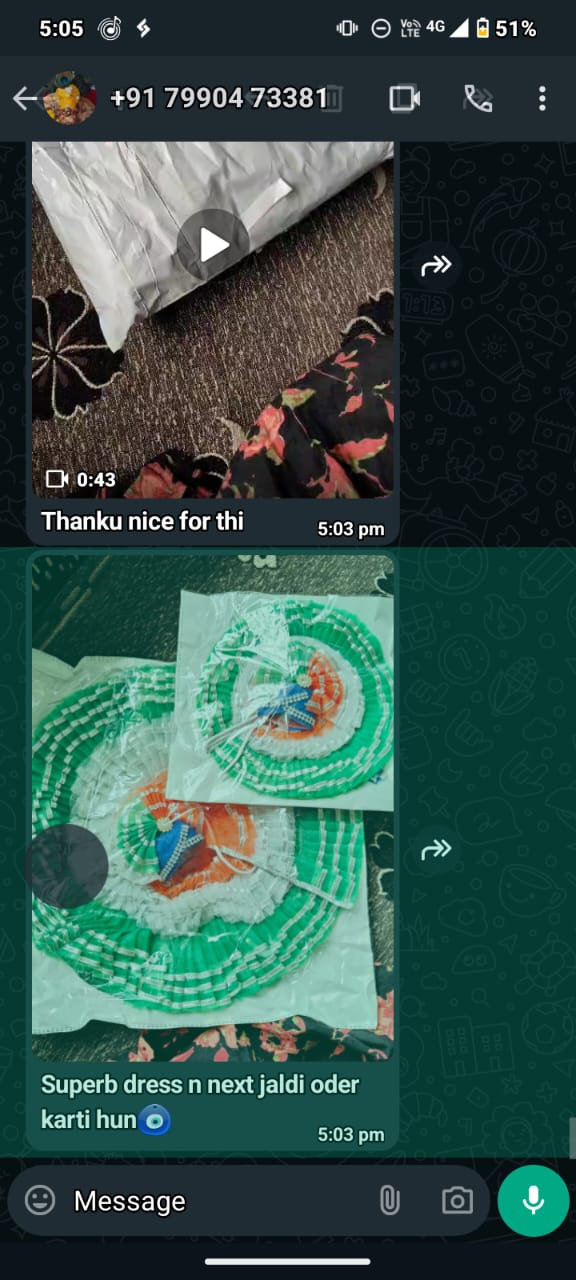 5:05
Vo LTE 4G 51%
+91 79904 73381
0:43
Thanku nice for thi
5:03 pm
Superb dress n next jaldi oder
karti hun🧿
5:03 pm
Message